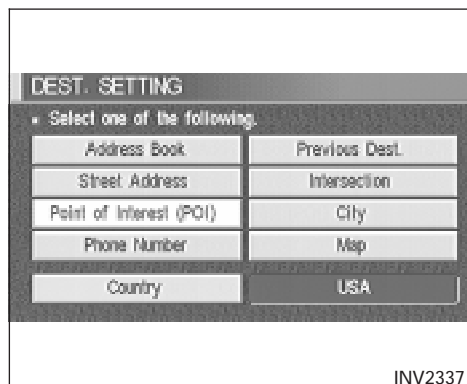 DEST. SETTING
Select one of the following.
Address Book Previous Dest.
Street Address Intersection
Point of Interest (POI) City
Phone Number Map
Country USA
INV2337